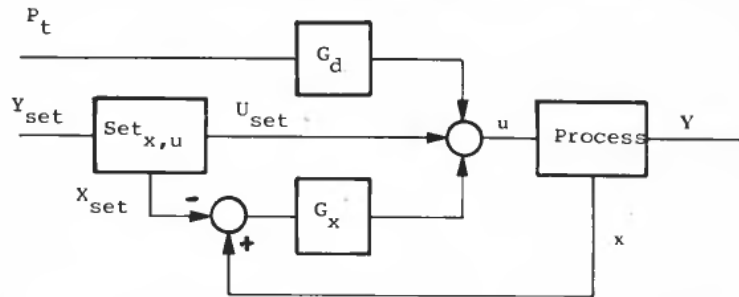 P_t
G_d
Y_set
Set_x,u
U_set
u
Process
Y
X_set
-
G_x
+
x